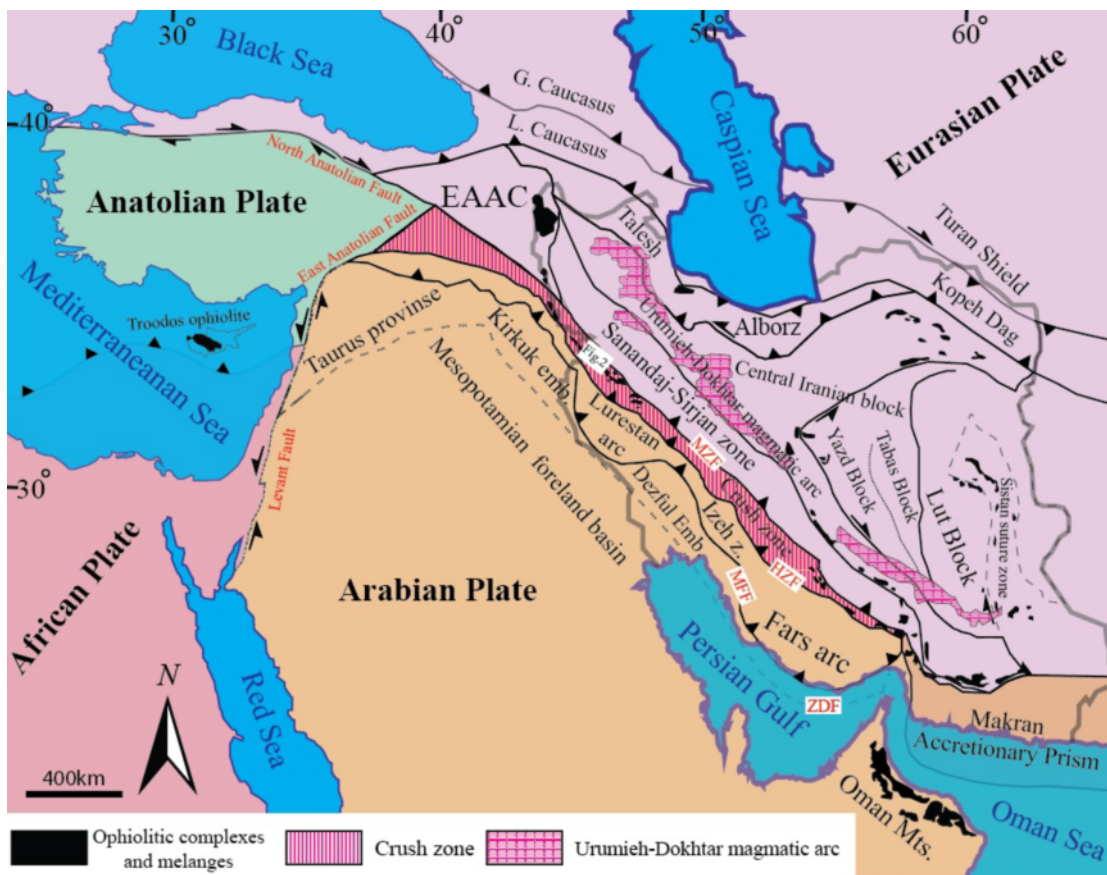 30°
40
50
60°
Black Sea
G. Caucasus
L. Caucasus
Caspian Sea
Eurasian Plate
40°
North Anatolian Fault
Anatolian Plate
EAAC
East Anatolian Fault
Talesh
Turan Shield
Kopeh Dag
Alborz
Mediterraneanan Sea
Troodos ophiolite
Taurus provinse
Kirkuk emb.
Fig.2
Urumieh-Dokhtar magmatic arc
Sanandaj-Sirjan zone
Central Iranian block
Mesopotamian foreland basin
Lurestan
arc
MZF
Crush zone
Yazd Block
Tabas Block
Lut Block
Sistan suture zone
Levant Fault
30°
Dezful Emb
Izeh z.
MFF
HZF
African Plate
Arabian Plate
Fars arc
Persian Gulf
ZDF
Red Sea
Makran
Accretionary Prism
Oman Sea
Oman Mts.
N
400km
Ophiolitic complexes
and melanges
Crush zone
Urumieh-Dokhtar magmatic arc